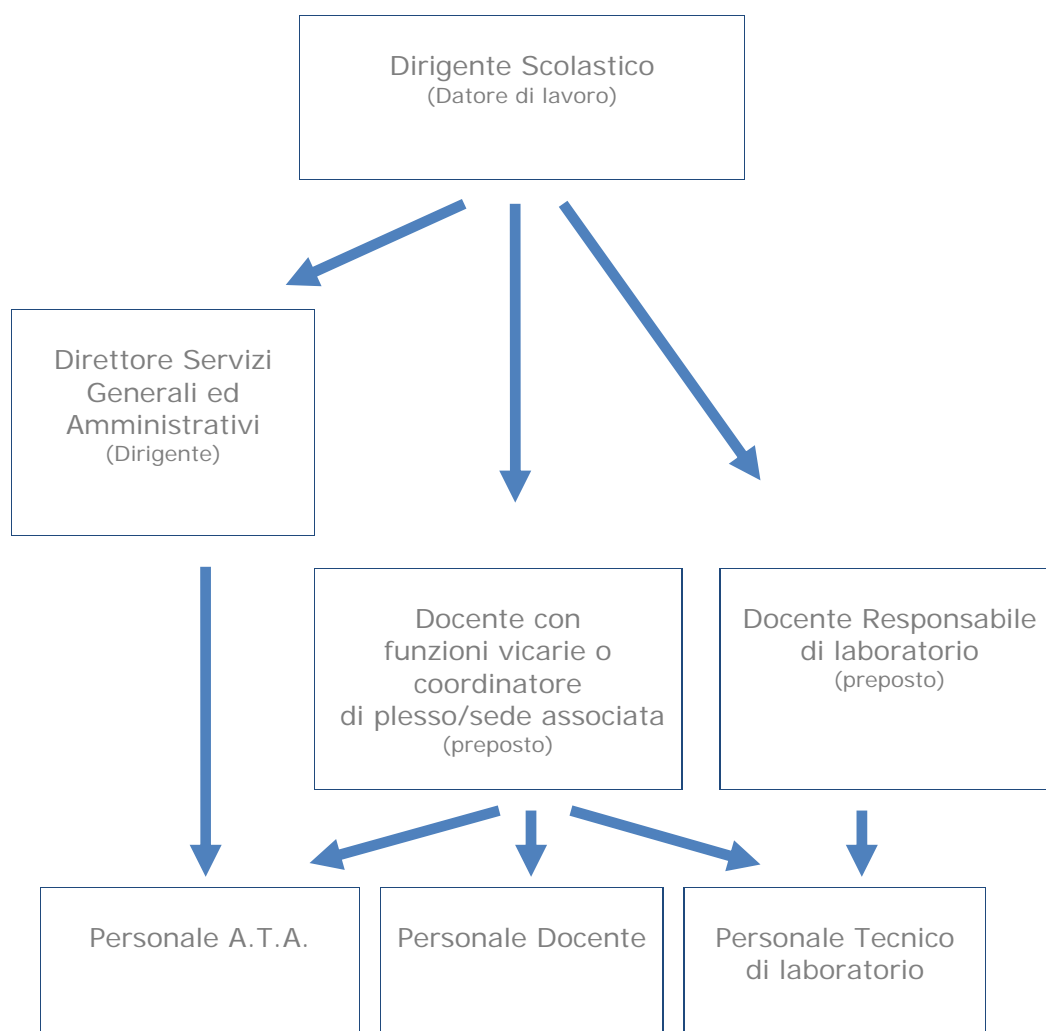 Dirigente Scolastico
(Datore di lavoro)
Direttore Servizi
Generali ed
Amministrativi
(Dirigente)
Docente con
funzioni vicarie o
coordinatore
di plesso/sede associata
(preposto)
Docente Responsabile
di laboratorio
(preposto)
Personale A.T.A.
Personale Docente
Personale Tecnico
di laboratorio